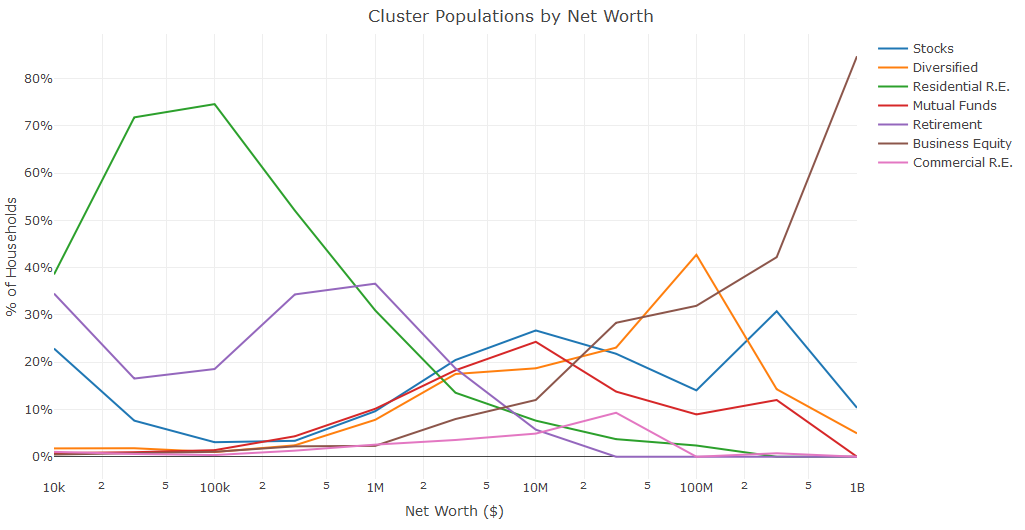 Cluster Populations by Net Worth
Stocks
Diversified
Residential R.E.
Mutual Funds
Retirement
Business Equity
Commercial R.E.
% of Households
80%
70%
60%
50%
40%
30%
20%
10%
0%
10k 2 5 100k 2 5 1M 2 5 10M 2 5 100M 2 5 1B
Net Worth ($)